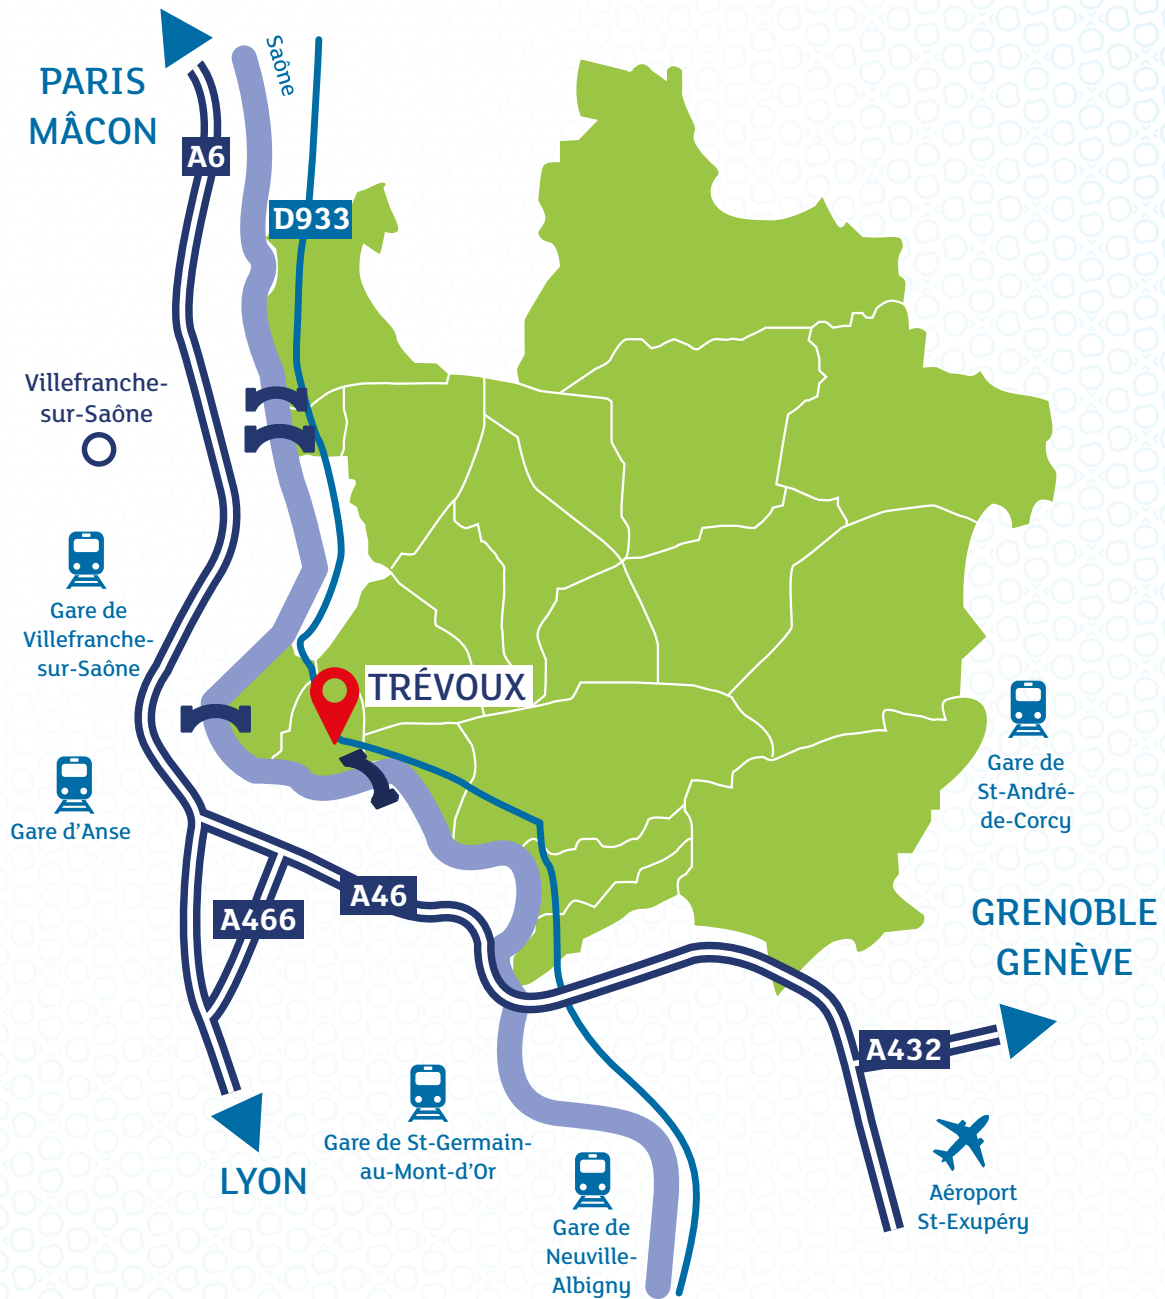 Saône
PARIS
MÂCON
A6
D933
Villefranche-
sur-Saône
Gare de
Villefranche-
sur-Saône
TRÉVOUX
Gare d'Anse
Gare de
St-André-
de-Corcy
A46
A466
GRENOBLE
GENÈVE
A432
Gare de St-Germain-
au-Mont-d'Or
LYON
Aéroport
St-Exupéry
Gare de
Neuville-
Albigny